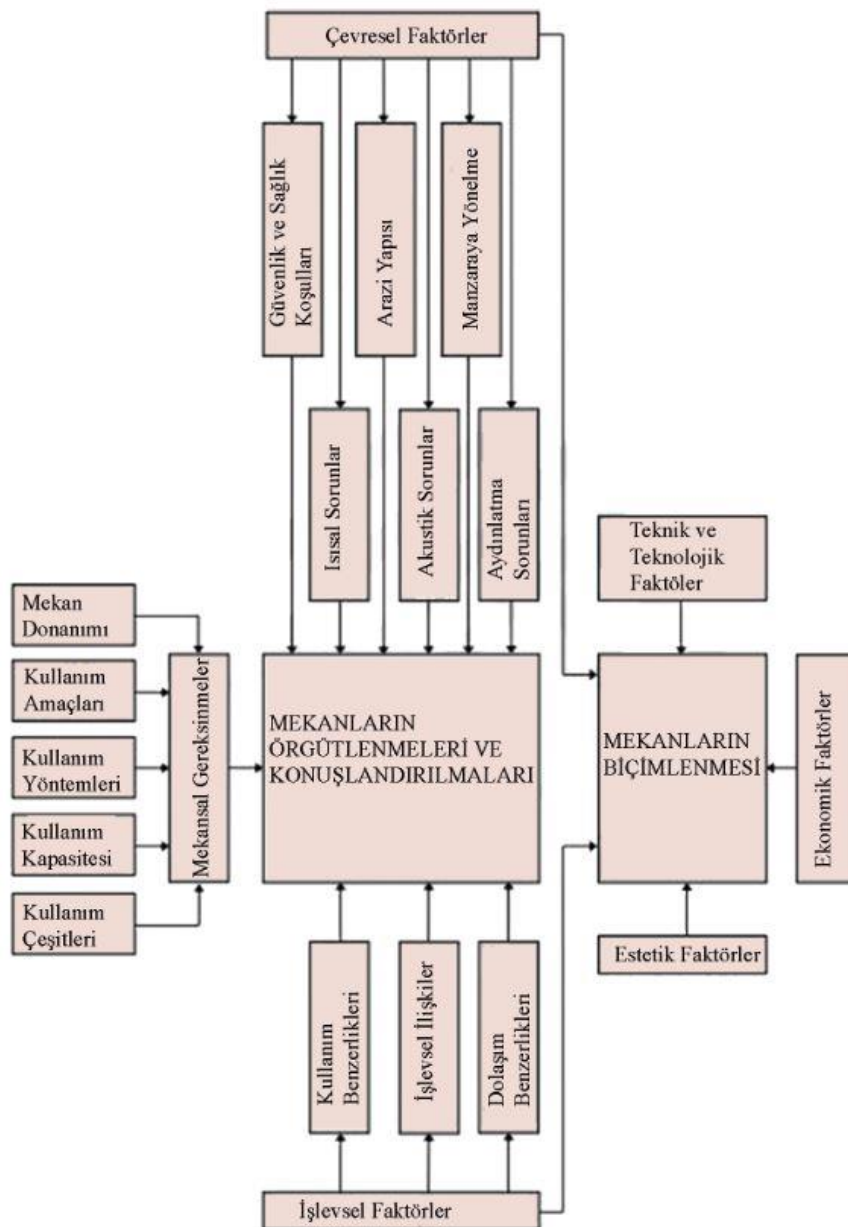 Çevresel Faktörler
Güvenlik ve Sağlık
Koşulları
Arazi Yapısı
Manzaraya Yönelme
Isısal Sorunlar
Akustik Sorunlar
Aydınlatma
Sorunları
Teknik ve
Teknolojik
Faktöler
Mekan
Donanımı
Kullanım
Amaçları
Kullanım
Yöntemleri
Kullanım
Kapasitesi
Kullanım
Çeşitleri
Mekansal Gereksinmeler
MEKANLARIN
ÖRGÜTLENMELERİ VE
KONUŞLANDIRILMALARI
MEKANLARIN
BİÇİMLENMESİ
Ekonomik Faktörler
Estetik Faktörler
Kullanım
Benzerlikleri
İşlevsel İlişkiler
Dolaşım
Benzerlikleri
İşlevsel Faktörler